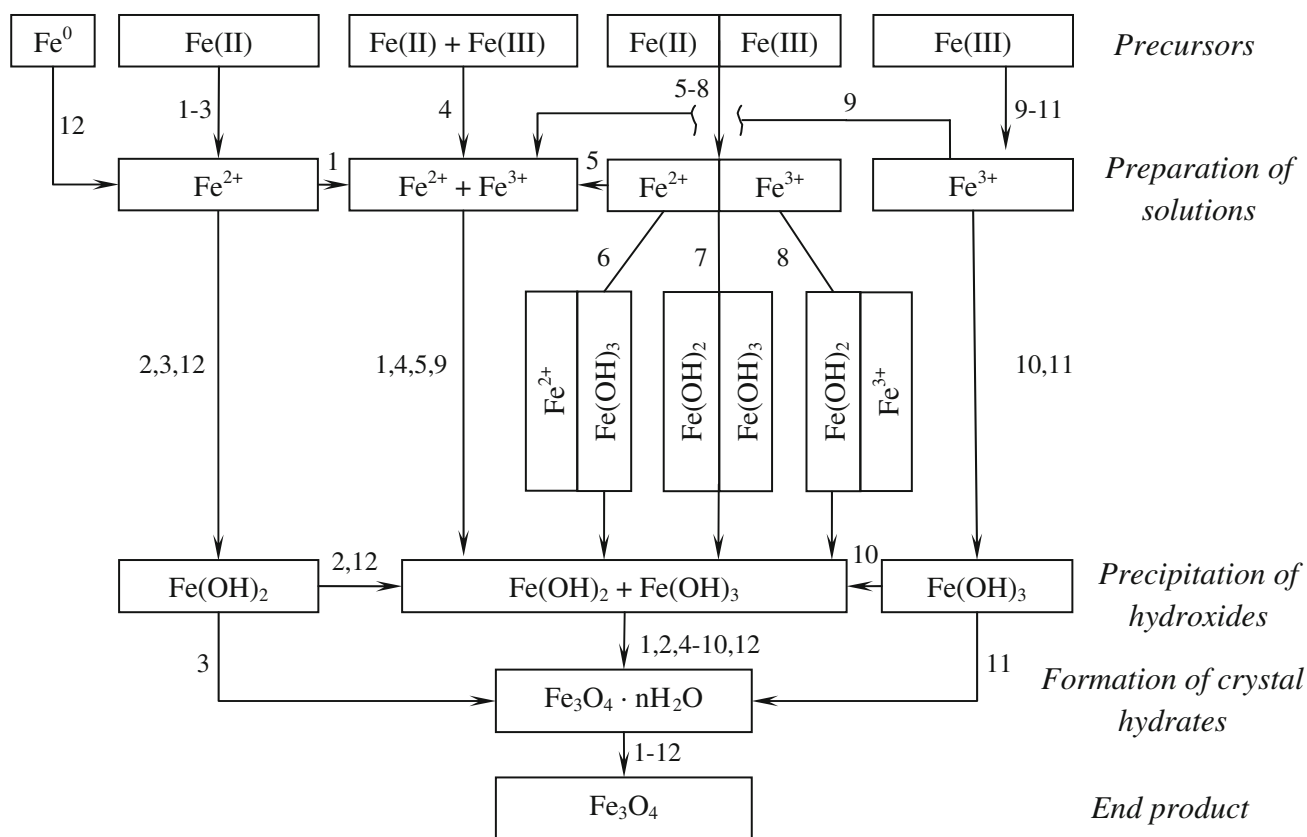 Fe⁰ Fe(II) Fe(II) + Fe(III) Fe(II) Fe(III) Fe(III) Precursors
12 1-3 4 5-8 9 9-11
Fe²⁺ 1 Fe²⁺ + Fe³⁺ 5 Fe²⁺ Fe³⁺ Fe³⁺ Preparation of
solutions
6 7 8
2,3,12 1,4,5,9 Fe²⁺ Fe(OH)₃ Fe(OH)₂ Fe(OH)₃ Fe(OH)₂ Fe³⁺ 10,11
Fe(OH)₂ 2,12 Fe(OH)₂ + Fe(OH)₃ 10 Fe(OH)₃ Precipitation of
hydroxides
3 1,2,4-10,12 11
Fe₃O₄ · nH₂O Formation of crystal
hydrates
1-12
Fe₃O₄ End product